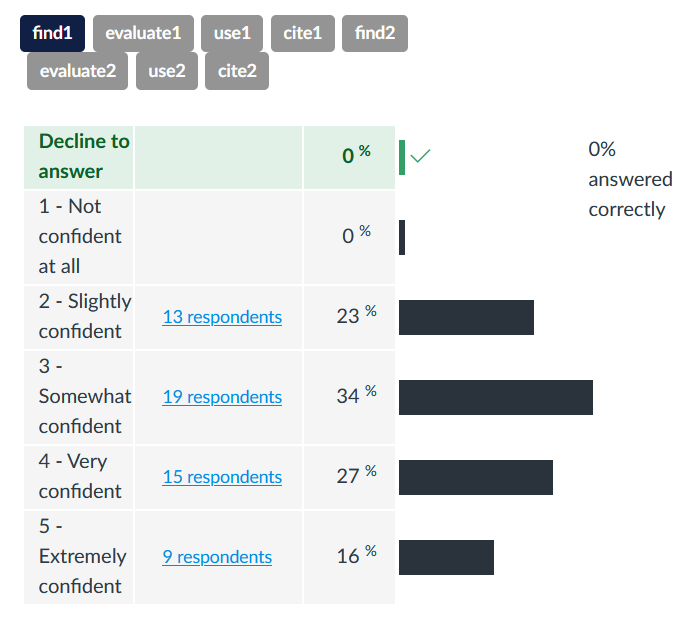 find1 evaluate1 use1 cite1 find2
evaluate2 use2 cite2
Decline to
answer
0 %
0%
answered
correctly
1 - Not
confident
at all
0 %
2 - Slightly
confident
13 respondents
23 %
3 -
Somewhat
confident
19 respondents
34 %
4 - Very
confident
15 respondents
27 %
5 -
Extremely
confident
9 respondents
16 %